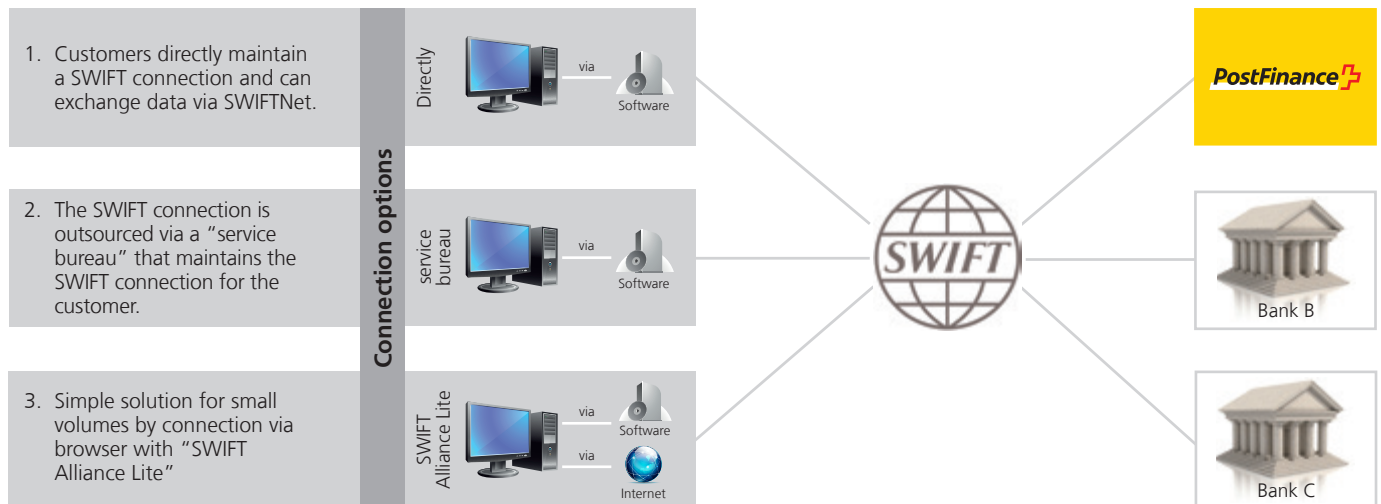 1. Customers directly maintain
a SWIFT connection and can
exchange data via SWIFTNet.
2. The SWIFT connection is
outsourced via a “service
bureau” that maintains the
SWIFT connection for the
customer.
3. Simple solution for small
volumes by connection via
browser with “SWIFT
Alliance Lite”
Connection options
Directly
via
Software
service
bureau
via
Software
SWIFT
Alliance Lite
via
Software
via
Internet
SWIFT
PostFinance
Bank B
Bank C